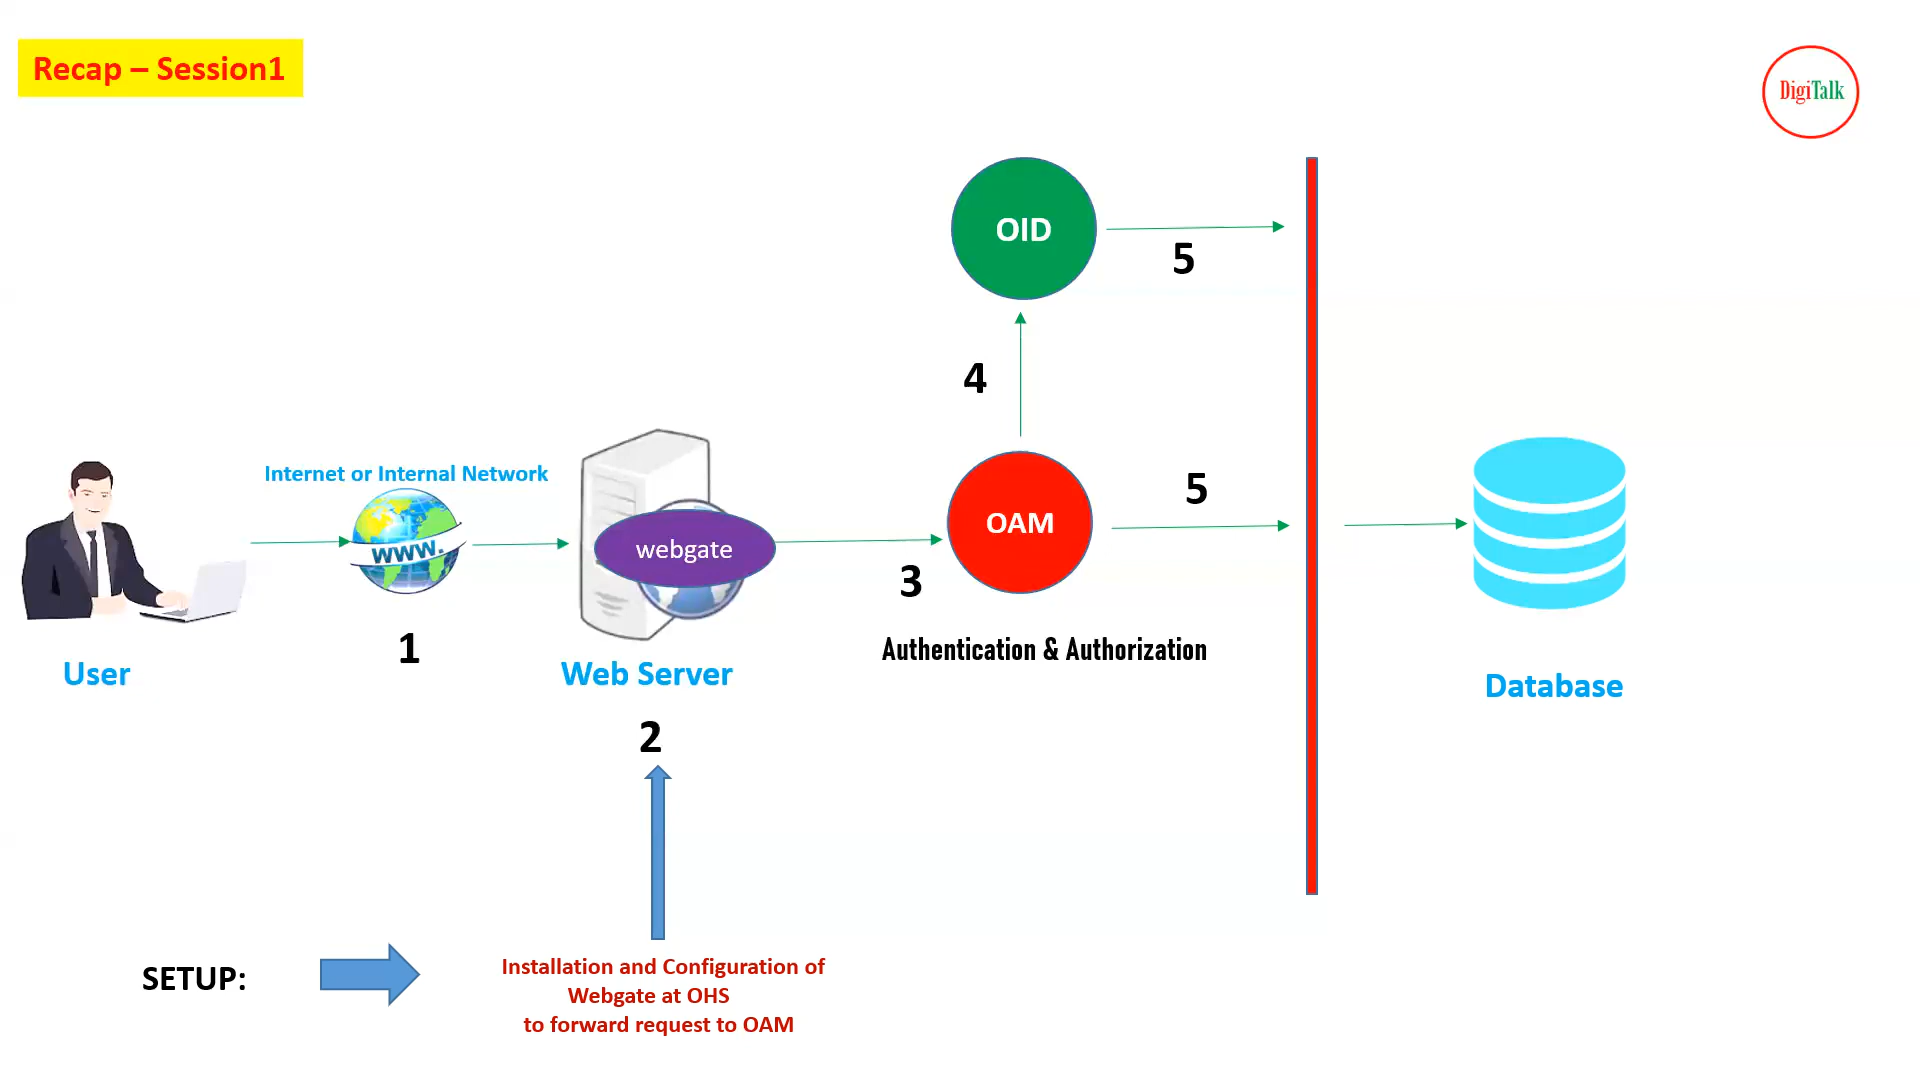 Recap – Session1
DigiTalk
OID
5
4
Internet or Internal Network
www.
webgate
OAM
5
3
1
Authentication & Authorization
User
Web Server
Database
2
SETUP:
Installation and Configuration of
Webgate at OHS
to forward request to OAM